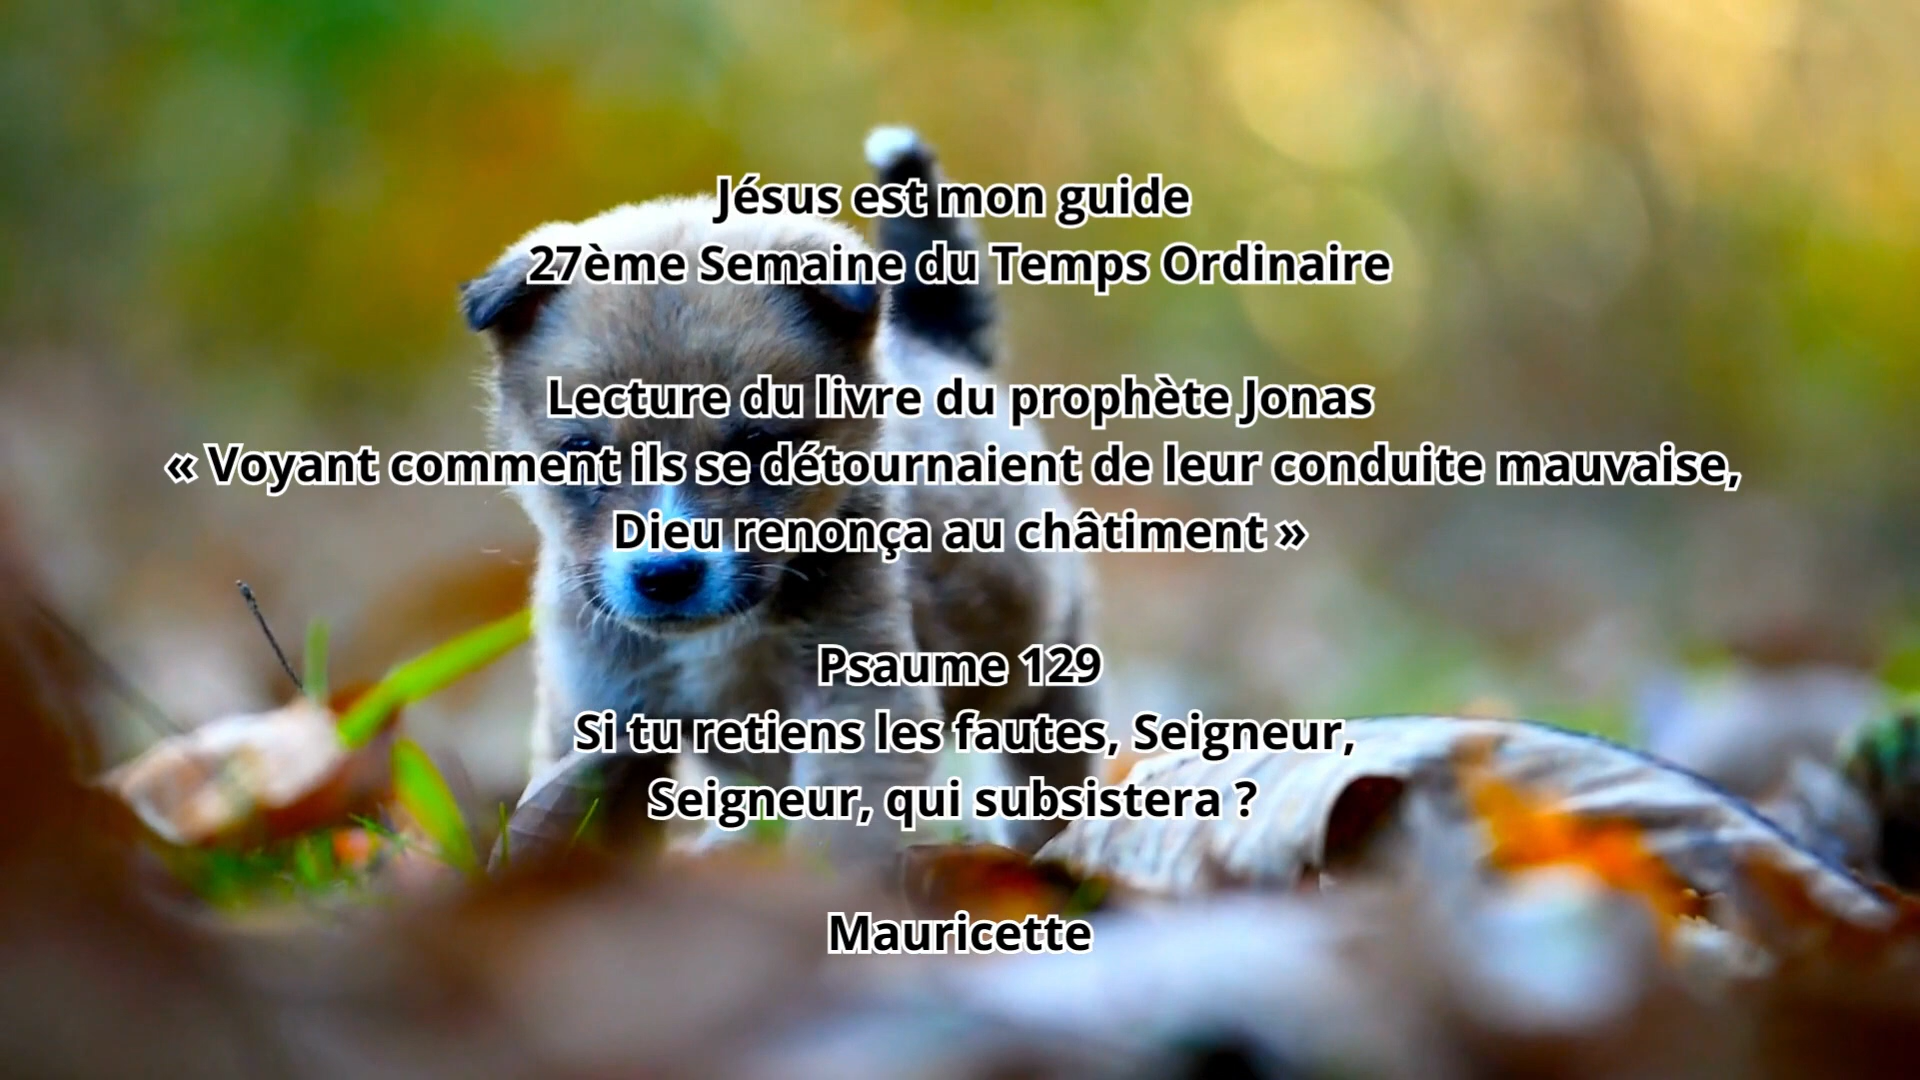 Jésus est mon guide
27ème Semaine du Temps Ordinaire
Lecture du livre du prophète Jonas
« Voyant comment ils se détournaient de leur conduite mauvaise,
Dieu renonça au châtiment »
Psaume 129
Si tu retiens les fautes, Seigneur,
Seigneur, qui subsistera ?
Mauricette